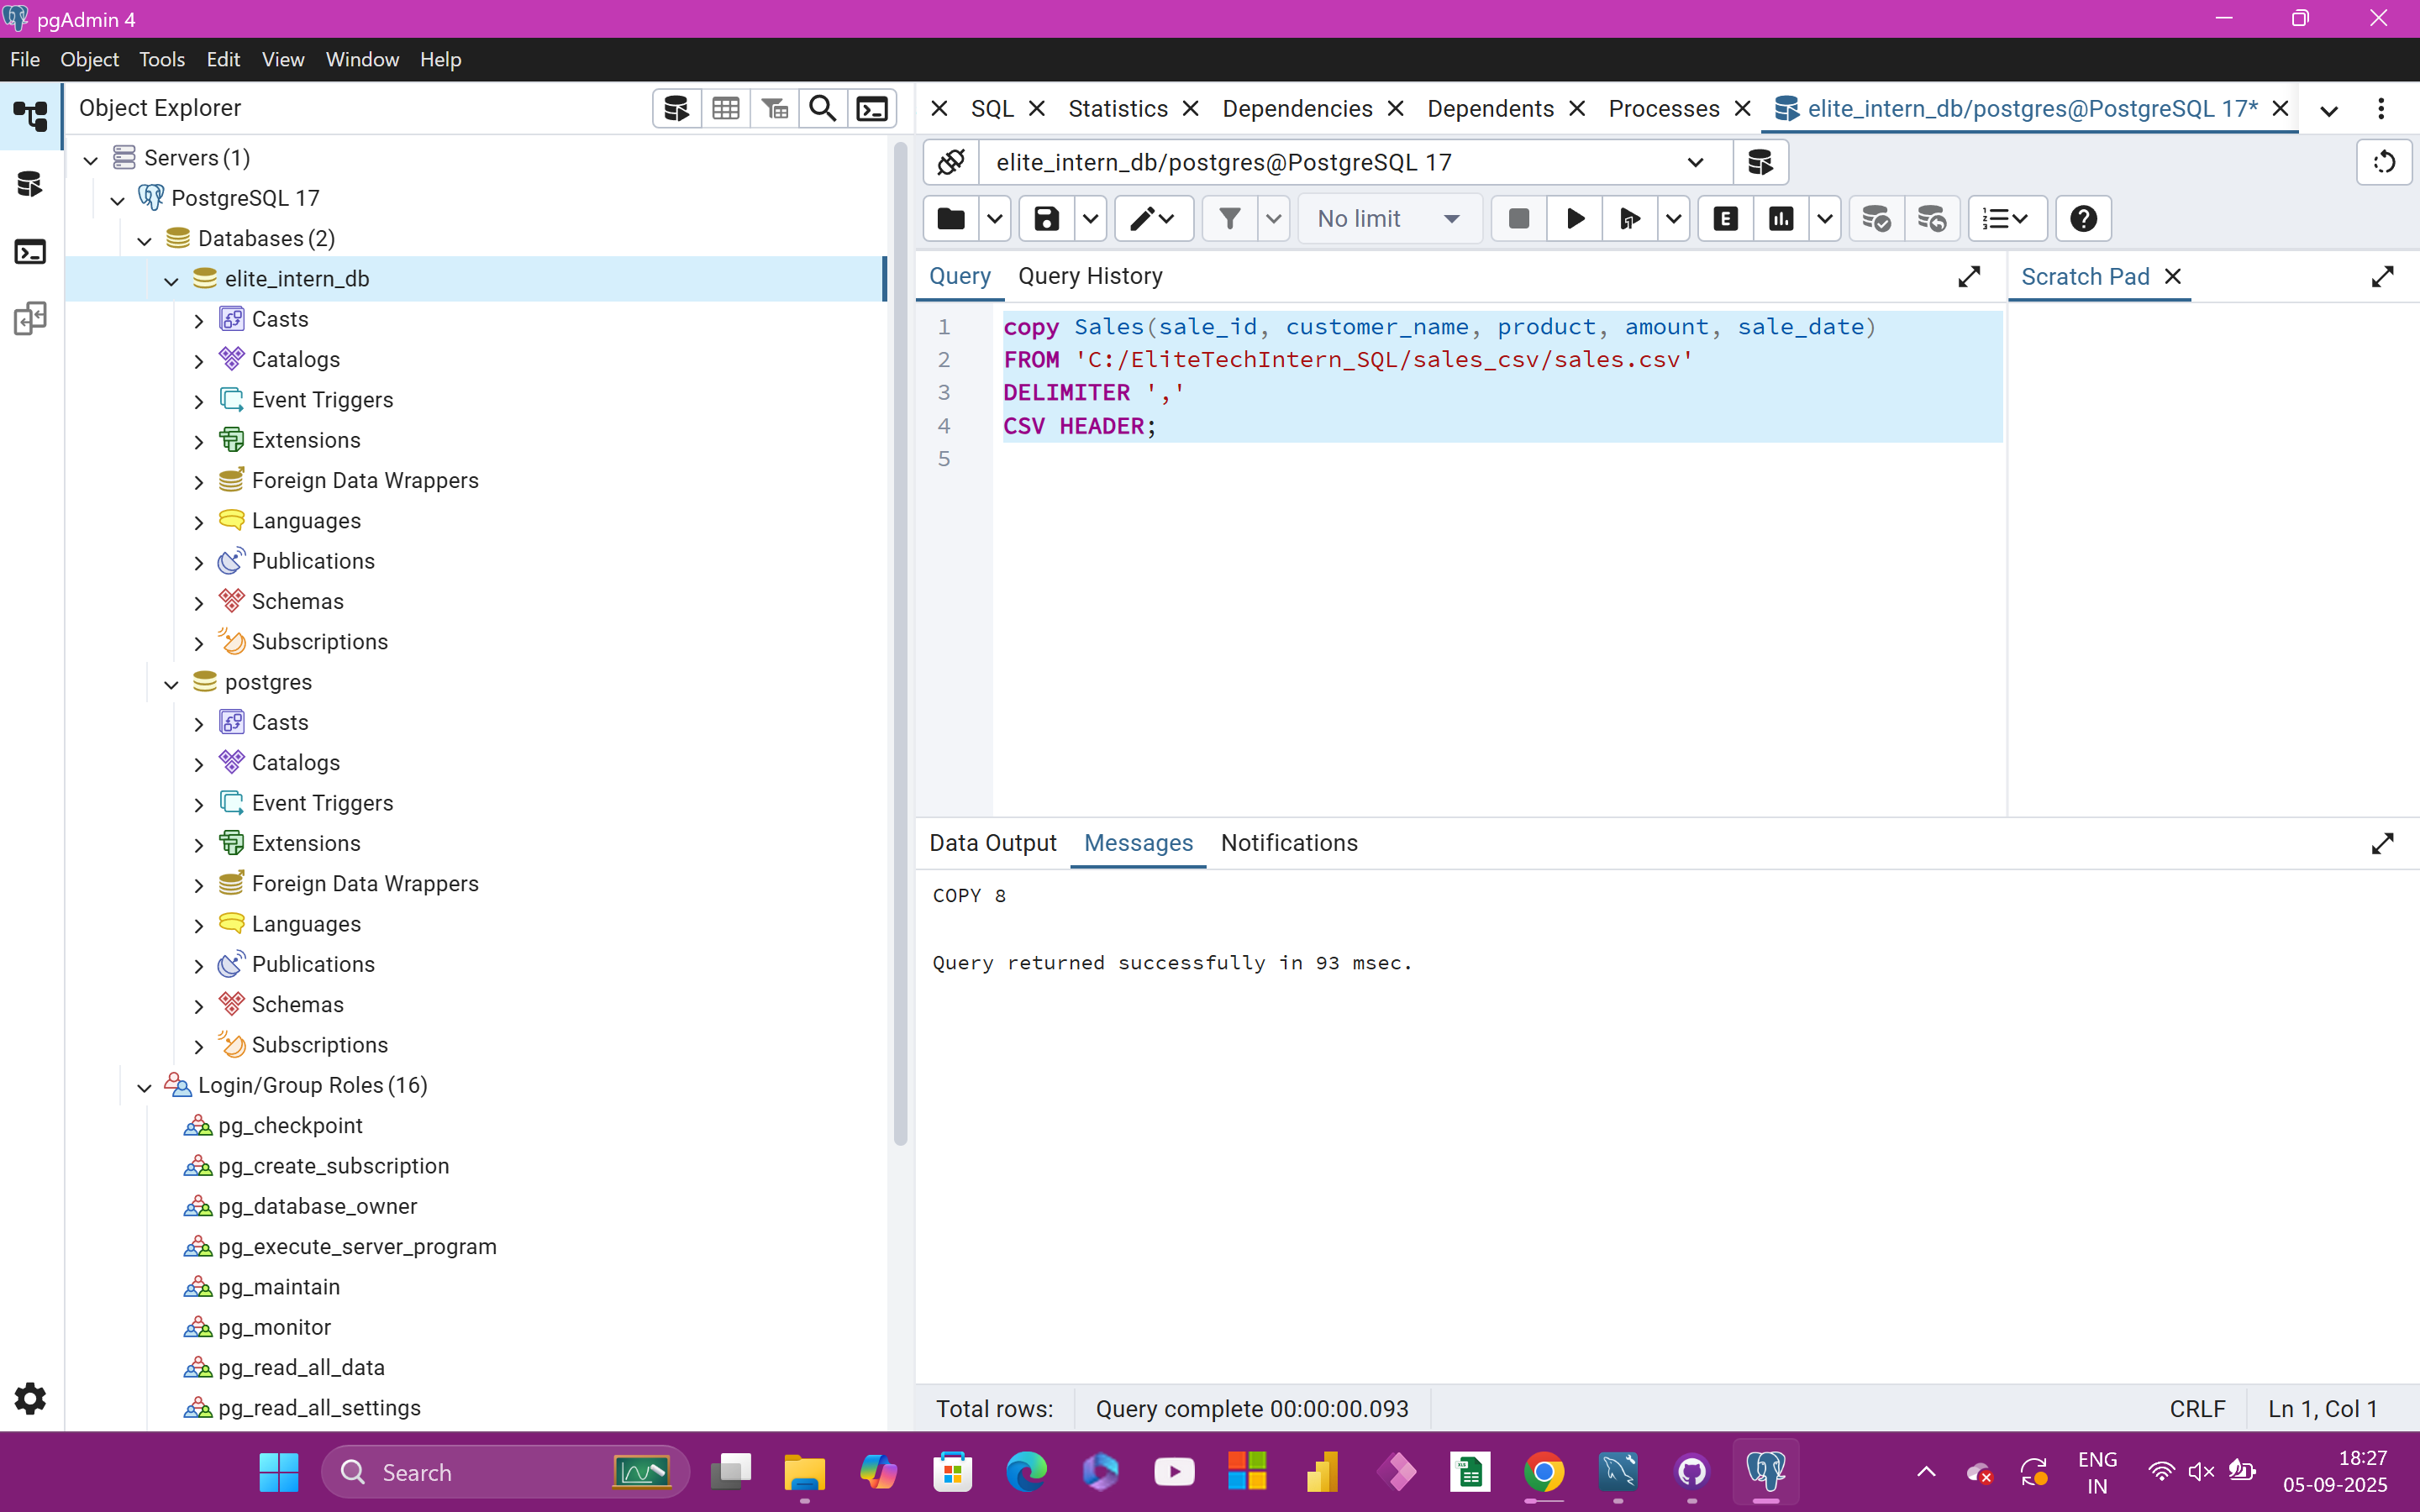 pgAdmin 4
File Object Tools Edit View Window Help
Object Explorer
SQL Statistics Dependencies Dependents Processes elite_intern_db/postgres@PostgreSQL 17*
Servers (1)
PostgreSQL 17
Databases (2)
elite_intern_db
Casts
Catalogs
Event Triggers
Extensions
Foreign Data Wrappers
Languages
Publications
Schemas
Subscriptions
postgres
Casts
Catalogs
Event Triggers
Extensions
Foreign Data Wrappers
Languages
Publications
Schemas
Subscriptions
Login/Group Roles (16)
pg_checkpoint
pg_create_subscription
pg_database_owner
pg_execute_server_program
pg_maintain
pg_monitor
pg_read_all_data
pg_read_all_settings
elite_intern_db/postgres@PostgreSQL 17
No limit
E
Query Query History
Scratch Pad
1 copy Sales(sale_id, customer_name, product, amount, sale_date)
2 FROM 'C:/EliteTechIntern_SQL/sales_csv/sales.csv'
3 DELIMITER ','
4 CSV HEADER;
5
Data Output Messages Notifications
COPY 8
Query returned successfully in 93 msec.
Total rows: Query complete 00:00:00.093 CRLF Ln 1, Col 1
Search
ENG
IN
18:27
05-09-2025